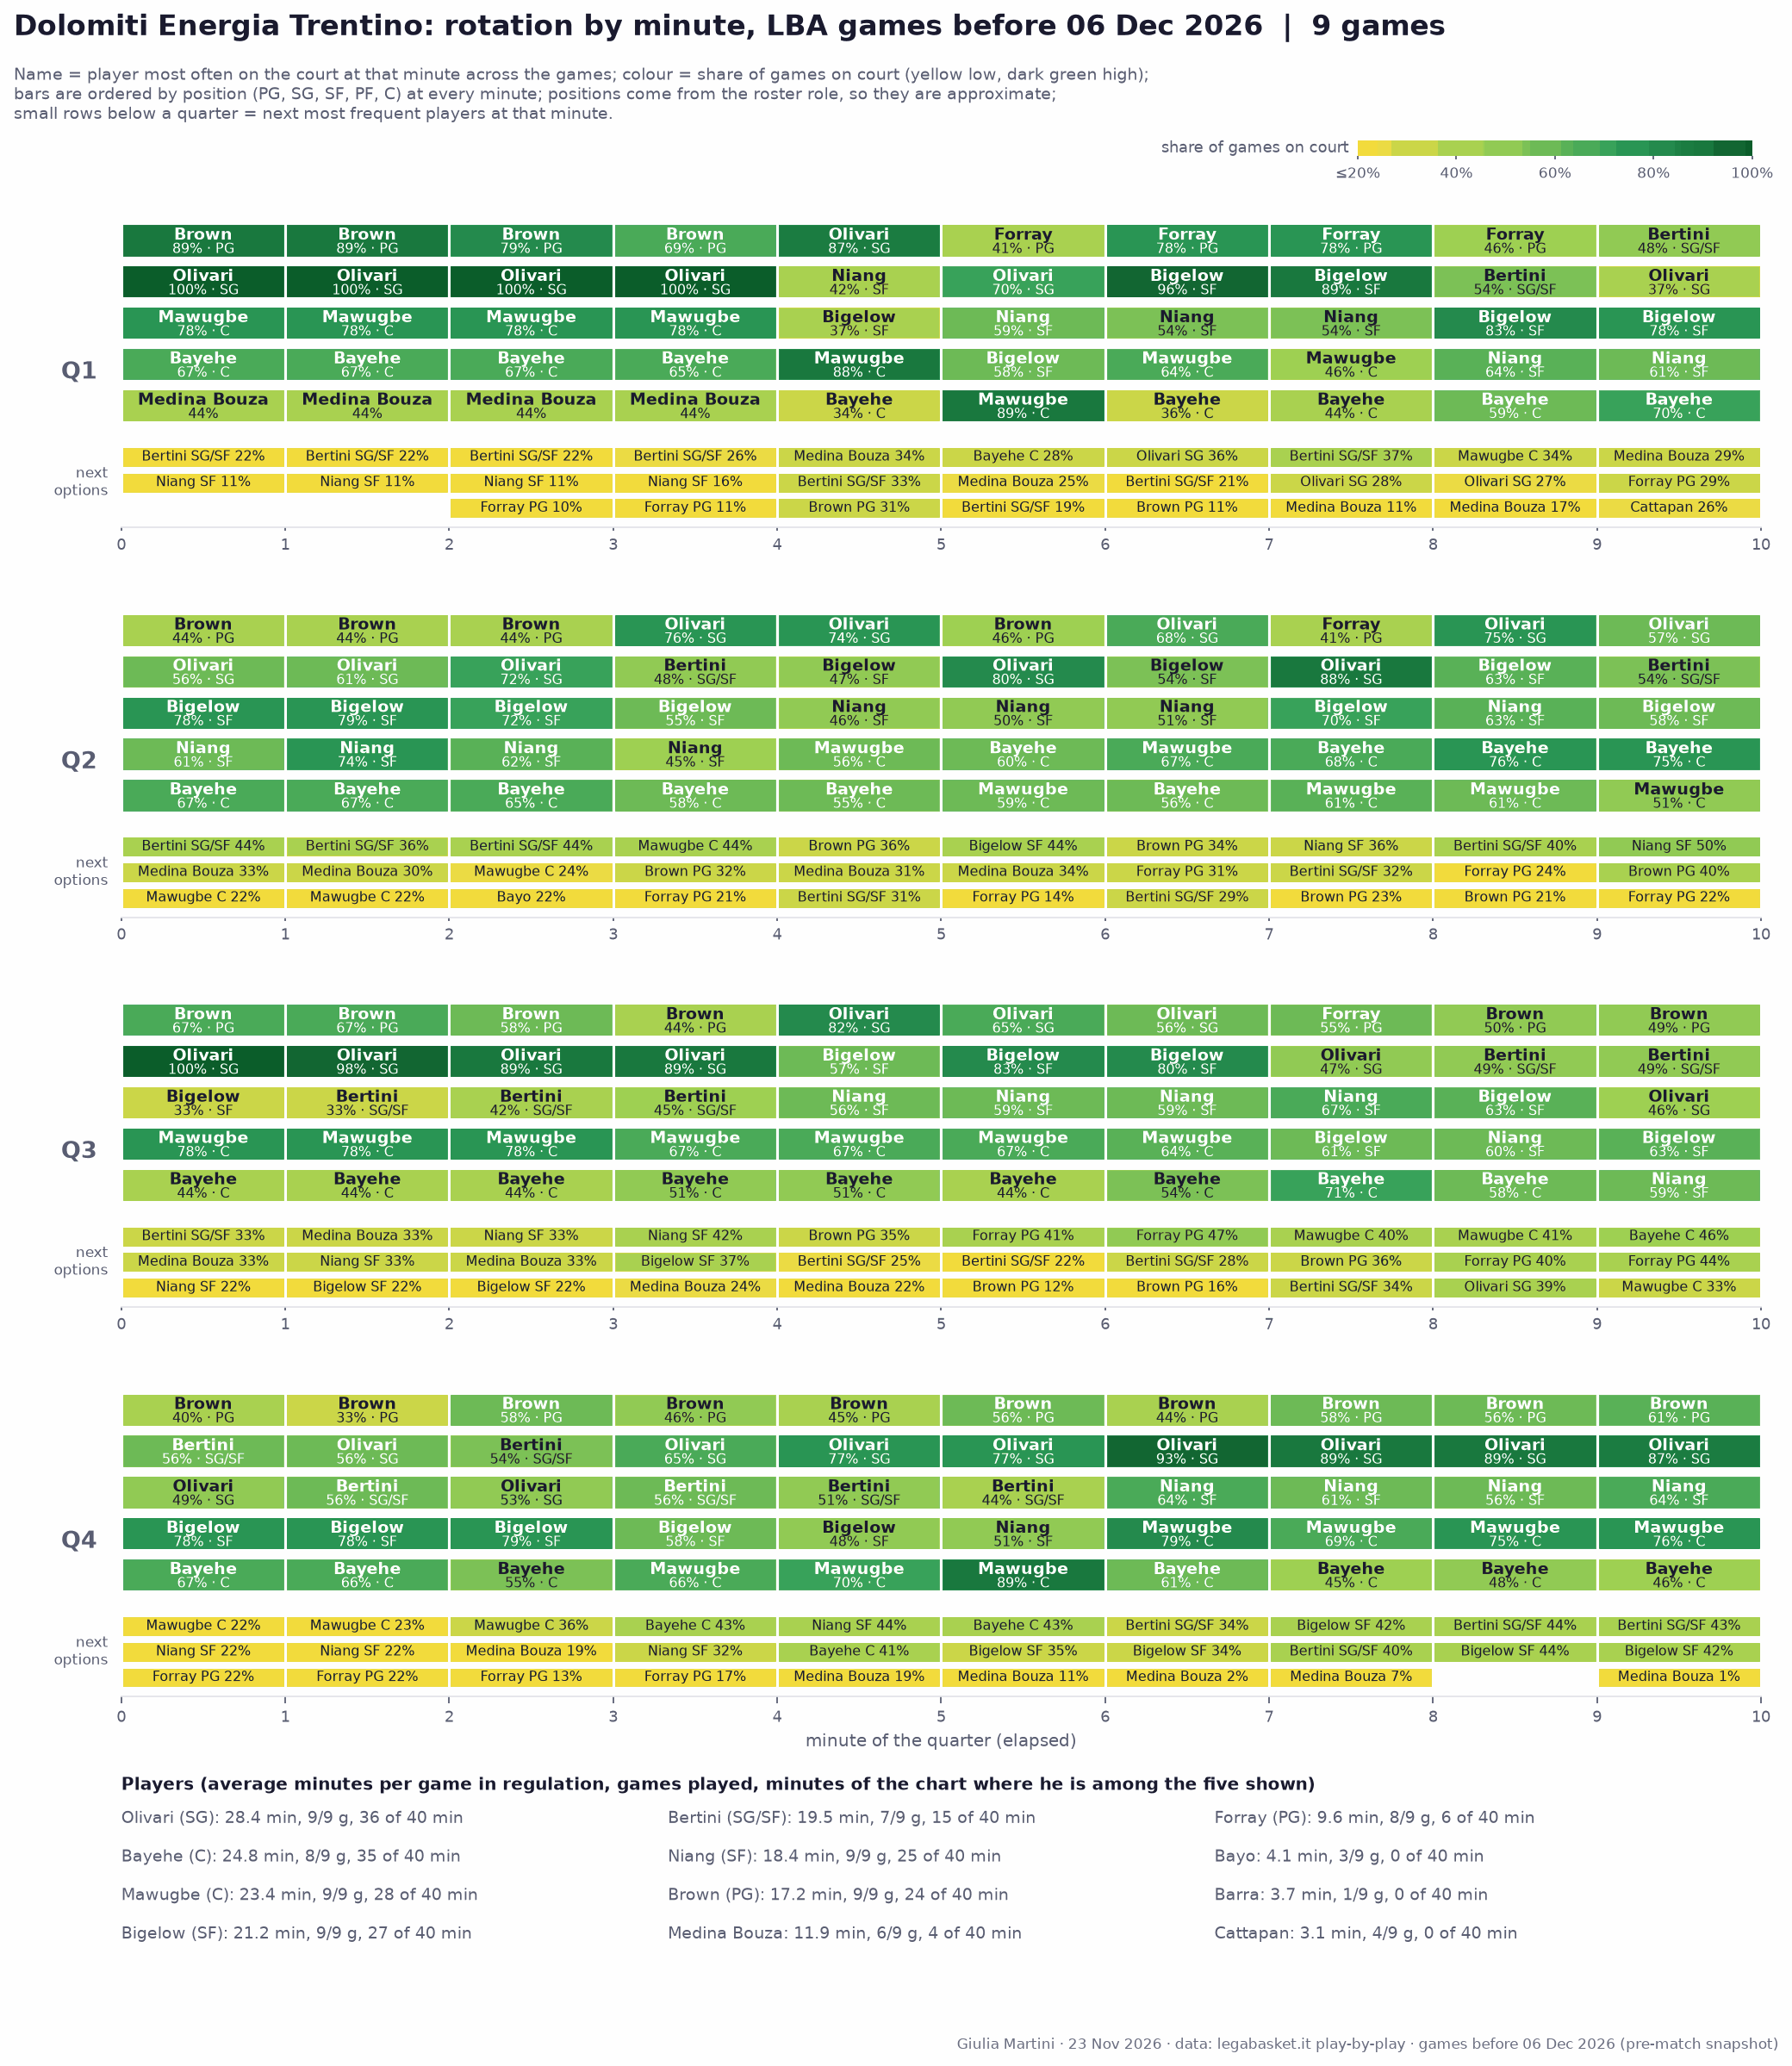 Dolomiti Energia Trentino: rotation by minute, LBA games before 06 Dec 2026 | 9 games
Name = player most often on the court at that minute across the games; colour = share of games on court (yellow low, dark green high);
bars are ordered by position (PG, SG, SF, PF, C) at every minute; positions come from the roster role, so they are approximate;
small rows below a quarter = next most frequent players at that minute.
share of games on court
≤20% 40% 60% 80% 100%
Q1
Brown Brown Brown Brown Olivari Forray Forray Forray Forray Bertini
89% · PG 89% · PG 79% · PG 69% · PG 87% · SG 41% · PG 78% · PG 78% · PG 46% · PG 48% · SG/SF
Olivari Olivari Olivari Olivari Niang Olivari Bigelow Bigelow Bertini Olivari
100% · SG 100% · SG 100% · SG 100% · SG 42% · SF 70% · SG 96% · SF 89% · SF 54% · SG/SF 37% · SG
Mawugbe Mawugbe Mawugbe Mawugbe Bigelow Niang Niang Niang Bigelow Bigelow
78% · C 78% · C 78% · C 78% · C 37% · SF 59% · SF 54% · SF 54% · SF 83% · SF 78% · SF
Bayehe Bayehe Bayehe Bayehe Mawugbe Bigelow Mawugbe Mawugbe Niang Niang
67% · C 67% · C 67% · C 65% · C 88% · C 58% · SF 64% · C 46% · C 64% · SF 61% · SF
Medina Bouza Medina Bouza Medina Bouza Medina Bouza Bayehe Mawugbe Bayehe Bayehe Bayehe Bayehe
44% 44% 44% 44% 34% · C 89% · C 36% · C 44% · C 59% · C 70% · C
next
options
Bertini SG/SF 22% Bertini SG/SF 22% Bertini SG/SF 22% Bertini SG/SF 26% Medina Bouza 34% Bayehe C 28% Olivari SG 36% Bertini SG/SF 37% Mawugbe C 34% Medina Bouza 29%
Niang SF 11% Niang SF 11% Niang SF 11% Niang SF 16% Bertini SG/SF 33% Medina Bouza 25% Bertini SG/SF 21% Olivari SG 28% Olivari SG 27% Forray PG 29%
Forray PG 10% Forray PG 11% Brown PG 31% Bertini SG/SF 19% Brown PG 11% Medina Bouza 11% Medina Bouza 17% Cattapan 26%
0 1 2 3 4 5 6 7 8 9 10
Q2
Brown Brown Brown Olivari Olivari Brown Olivari Forray Olivari Olivari
44% · PG 44% · PG 44% · PG 76% · SG 74% · SG 46% · PG 68% · SG 41% · PG 75% · SG 57% · SG
Olivari Olivari Olivari Bertini Bigelow Olivari Bigelow Olivari Bigelow Bertini
56% · SG 61% · SG 72% · SG 48% · SG/SF 47% · SF 80% · SG 54% · SF 88% · SG 63% · SF 54% · SG/SF
Bigelow Bigelow Bigelow Bigelow Niang Niang Niang Bigelow Niang Bigelow
78% · SF 79% · SF 72% · SF 55% · SF 46% · SF 50% · SF 51% · SF 70% · SF 63% · SF 58% · SF
Niang Niang Niang Niang Mawugbe Bayehe Mawugbe Bayehe Bayehe Bayehe
61% · SF 74% · SF 62% · SF 45% · SF 56% · C 60% · C 67% · C 68% · C 76% · C 75% · C
Bayehe Bayehe Bayehe Bayehe Bayehe Mawugbe Bayehe Mawugbe Mawugbe Mawugbe
67% · C 67% · C 65% · C 58% · C 55% · C 59% · C 56% · C 61% · C 61% · C 51% · C
next
options
Bertini SG/SF 44% Bertini SG/SF 36% Bertini SG/SF 44% Mawugbe C 44% Brown PG 36% Bigelow SF 44% Brown PG 34% Niang SF 36% Bertini SG/SF 40% Niang SF 50%
Medina Bouza 33% Medina Bouza 30% Mawugbe C 24% Brown PG 32% Medina Bouza 31% Medina Bouza 34% Forray PG 31% Bertini SG/SF 32% Forray PG 24% Brown PG 40%
Mawugbe C 22% Mawugbe C 22% Bayo 22% Forray PG 21% Bertini SG/SF 31% Forray PG 14% Bertini SG/SF 29% Brown PG 23% Brown PG 21% Forray PG 22%
0 1 2 3 4 5 6 7 8 9 10
Q3
Brown Brown Brown Brown Olivari Olivari Olivari Forray Brown Brown
67% · PG 67% · PG 58% · PG 44% · PG 82% · SG 65% · SG 56% · SG 55% · PG 50% · PG 49% · PG
Olivari Olivari Olivari Olivari Bigelow Bigelow Bigelow Olivari Bertini Bertini
100% · SG 98% · SG 89% · SG 89% · SG 57% · SF 83% · SF 80% · SF 47% · SG 49% · SG/SF 49% · SG/SF
Bigelow Bertini Bertini Bertini Niang Niang Niang Niang Bigelow Olivari
33% · SF 33% · SG/SF 42% · SG/SF 45% · SG/SF 56% · SF 59% · SF 59% · SF 67% · SF 63% · SF 46% · SG
Mawugbe Mawugbe Mawugbe Mawugbe Mawugbe Mawugbe Mawugbe Bigelow Niang Bigelow
78% · C 78% · C 78% · C 67% · C 67% · C 67% · C 64% · C 61% · SF 60% · SF 63% · SF
Bayehe Bayehe Bayehe Bayehe Bayehe Bayehe Bayehe Bayehe Bayehe Niang
44% · C 44% · C 44% · C 51% · C 51% · C 44% · C 54% · C 71% · C 58% · C 59% · SF
next
options
Bertini SG/SF 33% Medina Bouza 33% Niang SF 33% Niang SF 42% Brown PG 35% Forray PG 41% Forray PG 47% Mawugbe C 40% Mawugbe C 41% Bayehe C 46%
Medina Bouza 33% Niang SF 33% Medina Bouza 33% Bigelow SF 37% Bertini SG/SF 25% Bertini SG/SF 22% Bertini SG/SF 28% Brown PG 36% Forray PG 40% Forray PG 44%
Niang SF 22% Bigelow SF 22% Bigelow SF 22% Medina Bouza 24% Medina Bouza 22% Brown PG 12% Brown PG 16% Bertini SG/SF 34% Olivari SG 39% Mawugbe C 33%
0 1 2 3 4 5 6 7 8 9 10
Q4
Brown Brown Brown Brown Brown Brown Brown Brown Brown Brown
40% · PG 33% · PG 58% · PG 46% · PG 45% · PG 56% · PG 44% · PG 58% · PG 56% · PG 61% · PG
Bertini Olivari Bertini Olivari Olivari Olivari Olivari Olivari Olivari Olivari
56% · SG/SF 56% · SG 54% · SG/SF 65% · SG 77% · SG 77% · SG 93% · SG 89% · SG 89% · SG 87% · SG
Olivari Bertini Olivari Bertini Bertini Bertini Niang Niang Niang Niang
49% · SG 56% · SG/SF 53% · SG 56% · SG/SF 51% · SG/SF 44% · SG/SF 64% · SF 61% · SF 56% · SF 64% · SF
Bigelow Bigelow Bigelow Bigelow Bigelow Niang Mawugbe Mawugbe Mawugbe Mawugbe
78% · SF 78% · SF 79% · SF 58% · SF 48% · SF 51% · SF 79% · C 69% · C 75% · C 76% · C
Bayehe Bayehe Bayehe Mawugbe Mawugbe Mawugbe Bayehe Bayehe Bayehe Bayehe
67% · C 66% · C 55% · C 66% · C 70% · C 89% · C 61% · C 45% · C 48% · C 46% · C
next
options
Mawugbe C 22% Mawugbe C 23% Mawugbe C 36% Bayehe C 43% Niang SF 44% Bayehe C 43% Bertini SG/SF 34% Bigelow SF 42% Bertini SG/SF 44% Bertini SG/SF 43%
Niang SF 22% Niang SF 22% Medina Bouza 19% Niang SF 32% Bayehe C 41% Bigelow SF 35% Bigelow SF 34% Bertini SG/SF 40% Bigelow SF 44% Bigelow SF 42%
Forray PG 22% Forray PG 22% Forray PG 13% Forray PG 17% Medina Bouza 19% Medina Bouza 11% Medina Bouza 2% Medina Bouza 7% Medina Bouza 1%
0 1 2 3 4 5 6 7 8 9 10
minute of the quarter (elapsed)
Players (average minutes per game in regulation, games played, minutes of the chart where he is among the five shown)
Olivari (SG): 28.4 min, 9/9 g, 36 of 40 min Bertini (SG/SF): 19.5 min, 7/9 g, 15 of 40 min Forray (PG): 9.6 min, 8/9 g, 6 of 40 min
Bayehe (C): 24.8 min, 8/9 g, 35 of 40 min Niang (SF): 18.4 min, 9/9 g, 25 of 40 min Bayo: 4.1 min, 3/9 g, 0 of 40 min
Mawugbe (C): 23.4 min, 9/9 g, 28 of 40 min Brown (PG): 17.2 min, 9/9 g, 24 of 40 min Barra: 3.7 min, 1/9 g, 0 of 40 min
Bigelow (SF): 21.2 min, 9/9 g, 27 of 40 min Medina Bouza: 11.9 min, 6/9 g, 4 of 40 min Cattapan: 3.1 min, 4/9 g, 0 of 40 min
Giulia Martini · 23 Nov 2026 · data: legabasket.it play-by-play · games before 06 Dec 2026 (pre-match snapshot)